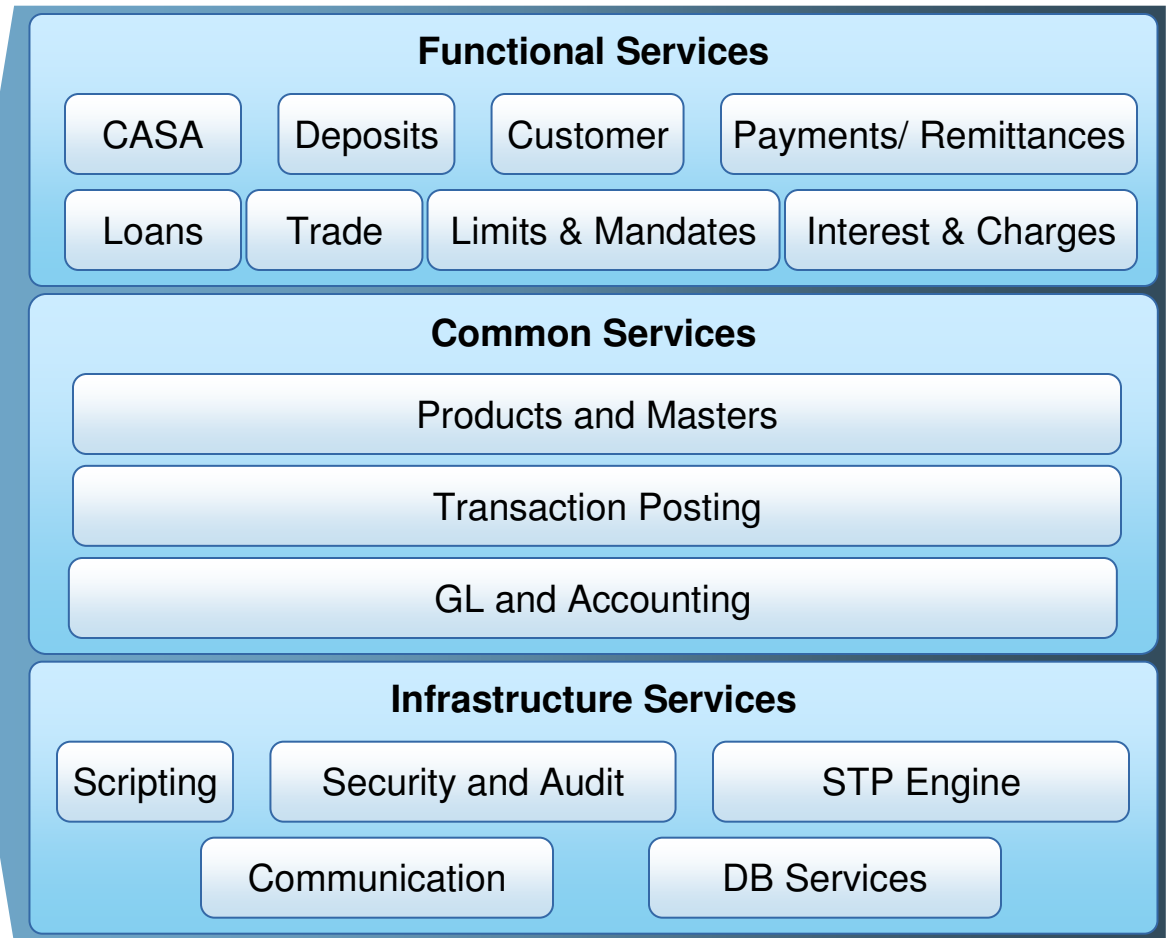 Functional Services
CASA Deposits Customer Payments/ Remittances
Loans Trade Limits & Mandates Interest & Charges
Common Services
Products and Masters
Transaction Posting
GL and Accounting
Infrastructure Services
Scripting Security and Audit STP Engine
Communication DB Services